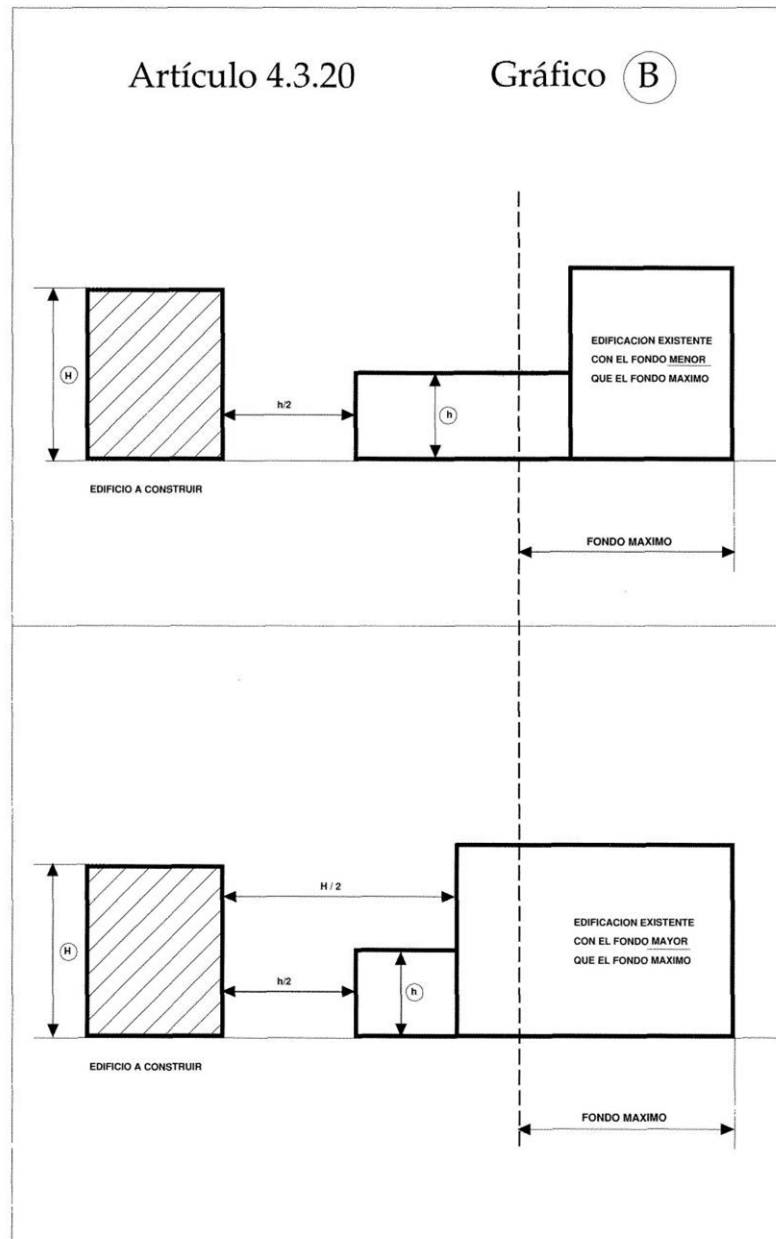 Artículo 4.3.20 Gráfico B
H
h/2
h
EDIFICACION EXISTENTE
CON EL FONDO MENOR
QUE EL FONDO MAXIMO
EDIFICIO A CONSTRUIR
FONDO MAXIMO
H / 2
H
h/2
h
EDIFICACION EXISTENTE
CON EL FONDO MAYOR
QUE EL FONDO MAXIMO
EDIFICIO A CONSTRUIR
FONDO MAXIMO